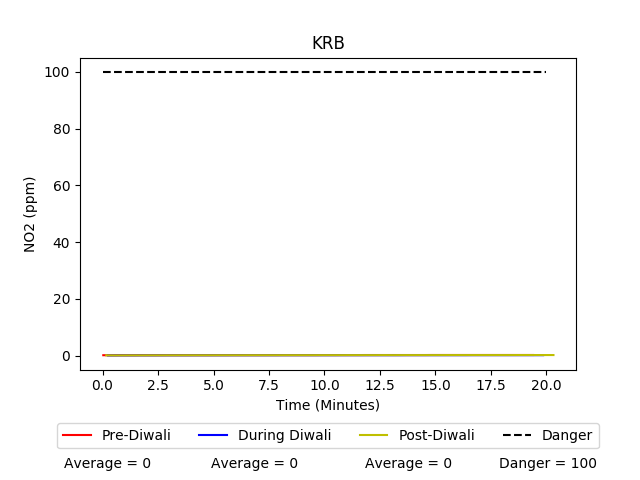 KRB
NO2 (ppm)
100
80
60
40
20
0
0.0 2.5 5.0 7.5 10.0 12.5 15.0 17.5 20.0
Time (Minutes)
Pre-Diwali During Diwali Post-Diwali Danger
Average = 0 Average = 0 Average = 0 Danger = 100